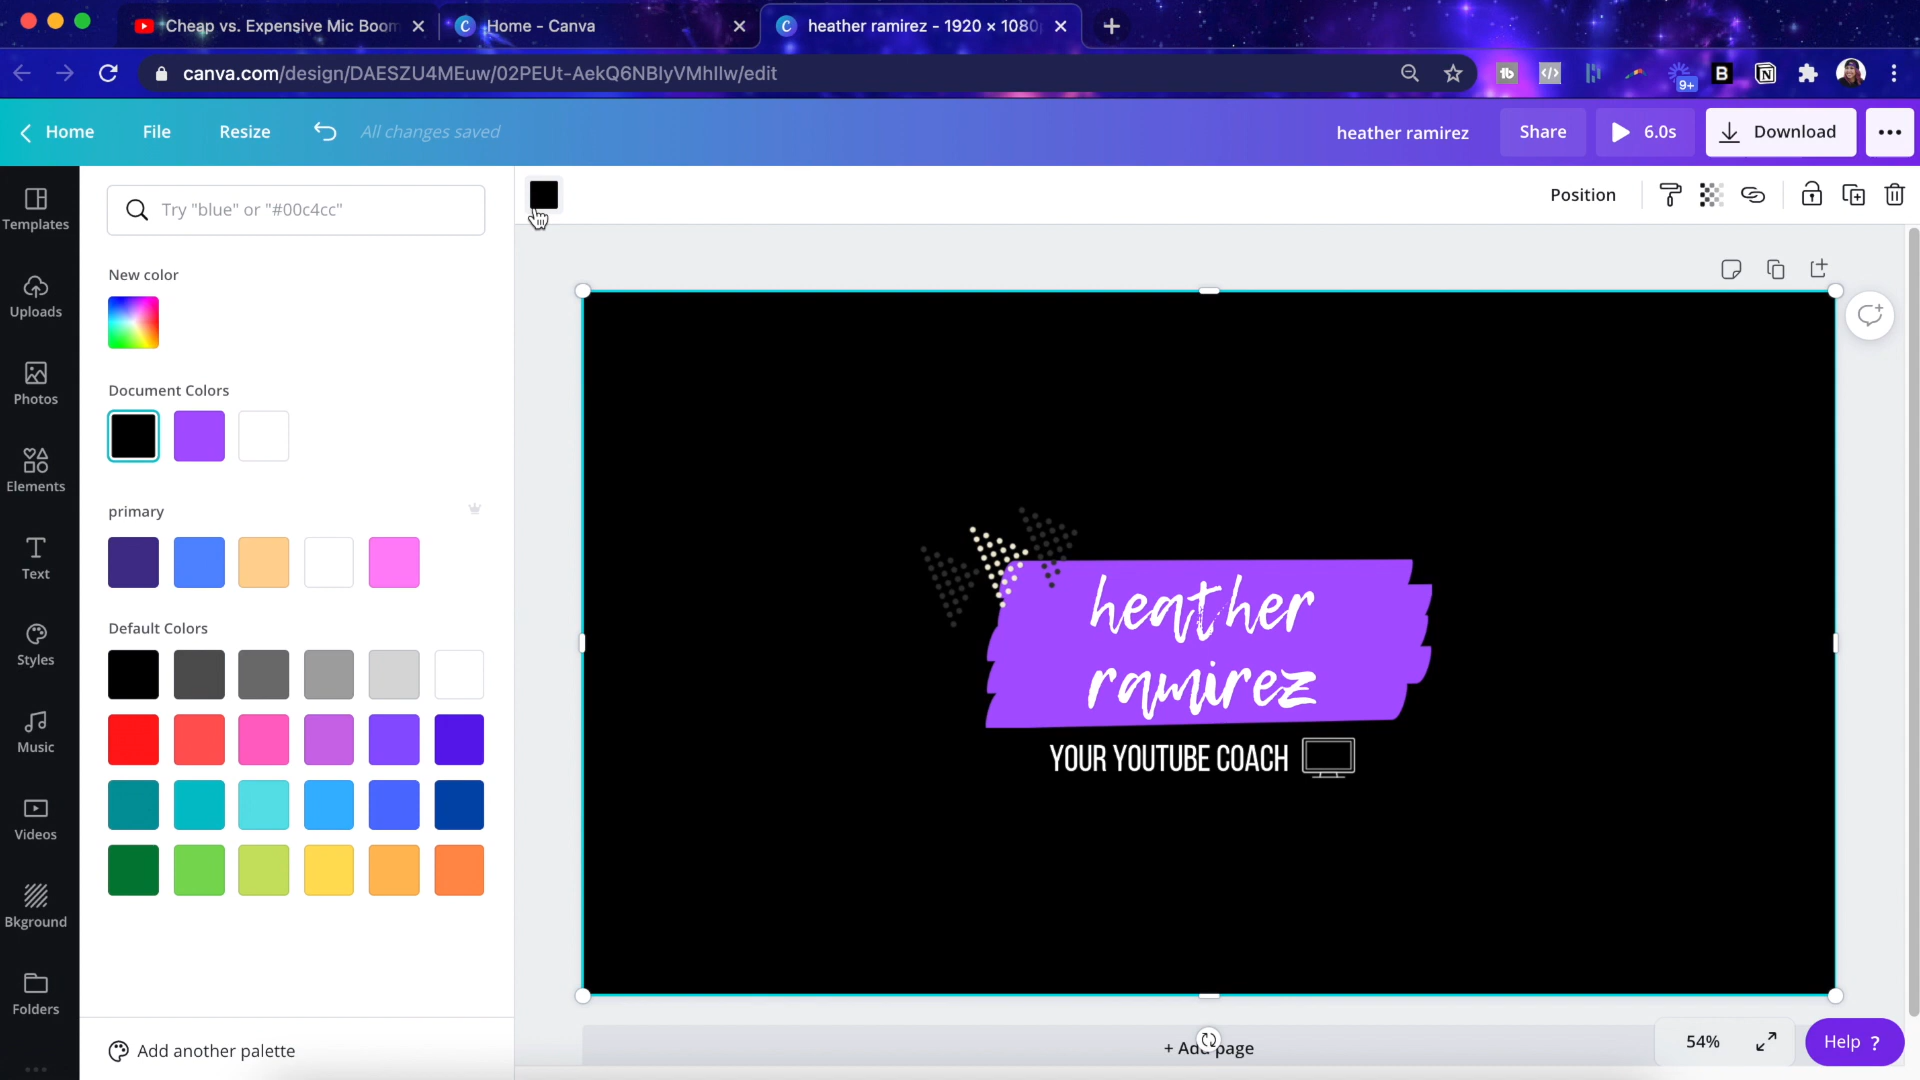 Cheap vs. Expensive Mic Boom
Home - Canva
heather ramirez - 1920 × 1080
canva.com/design/DAESZU4MEuw/02PEUt-AekQ6NBIyVMhIIw/edit
tb
9+
B
N
Home
File
Resize
All changes saved
heather ramirez
Share
6.0s
Download
Templates
Uploads
Photos
Elements
Text
Styles
Music
Videos
Bkground
Folders
Try "blue" or "#00c4cc"
New color
Document Colors
primary
Default Colors
Add another palette
Position
heather
ramirez
YOUR YOUTUBE COACH
+ Add page
54%
Help ?